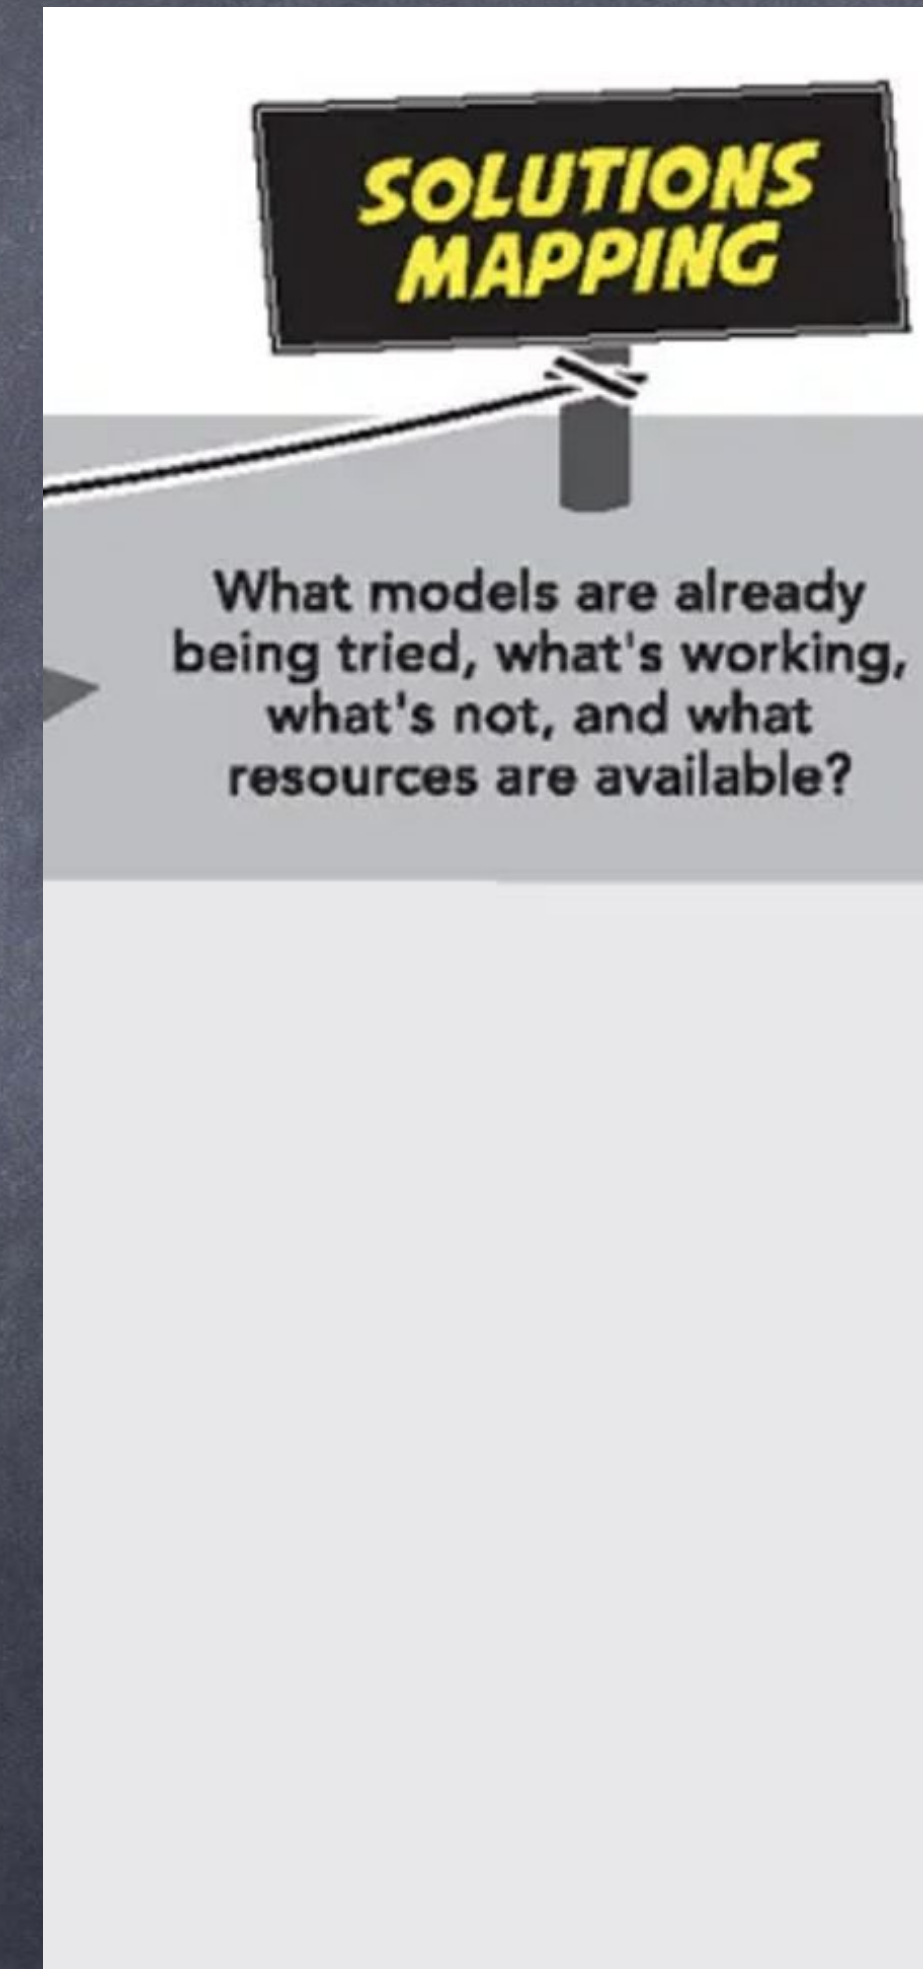 SOLUTIONS
MAPPING
What models are already
being tried, what's working,
what's not, and what
resources are available?